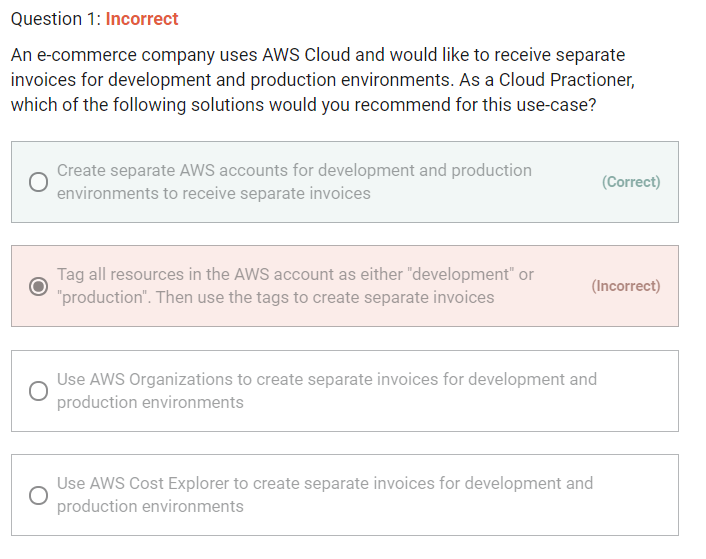 Question 1: Incorrect
An e-commerce company uses AWS Cloud and would like to receive separate
invoices for development and production environments. As a Cloud Practioner,
which of the following solutions would you recommend for this use-case?
Create separate AWS accounts for development and production
environments to receive separate invoices
(Correct)
Tag all resources in the AWS account as either "development" or
"production". Then use the tags to create separate invoices
(Incorrect)
Use AWS Organizations to create separate invoices for development and
production environments
Use AWS Cost Explorer to create separate invoices for development and
production environments